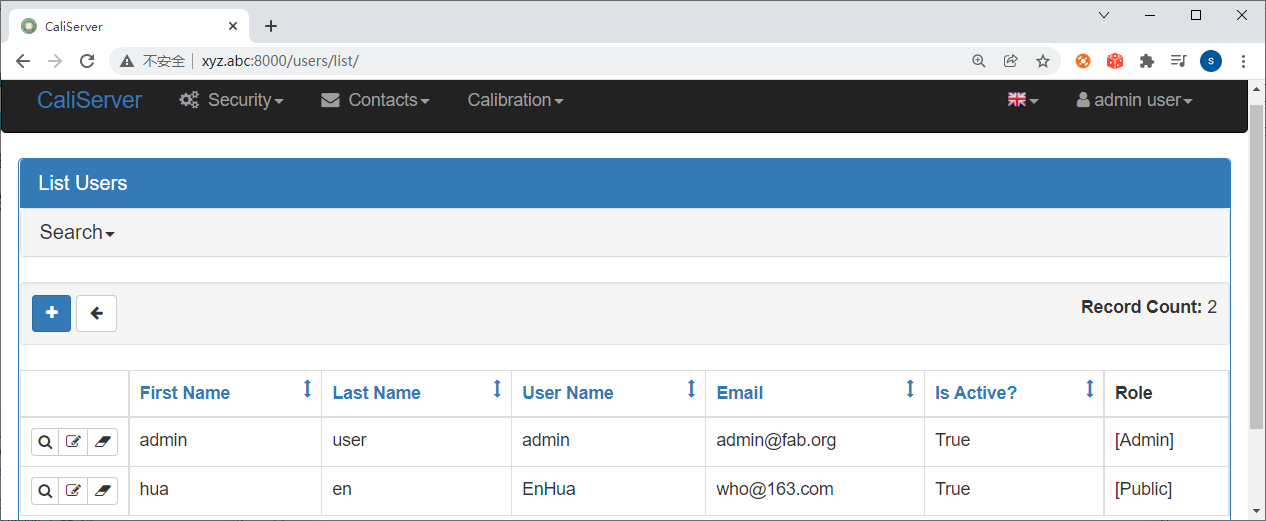 CaliServer
不安全 xyz.abc:8000/users/list/
s
CaliServer Security Contacts Calibration admin user
List Users
Search
Record Count: 2
First Name Last Name User Name Email Is Active? Role
admin user admin admin@fab.org True [Admin]
hua en EnHua who@163.com True [Public]